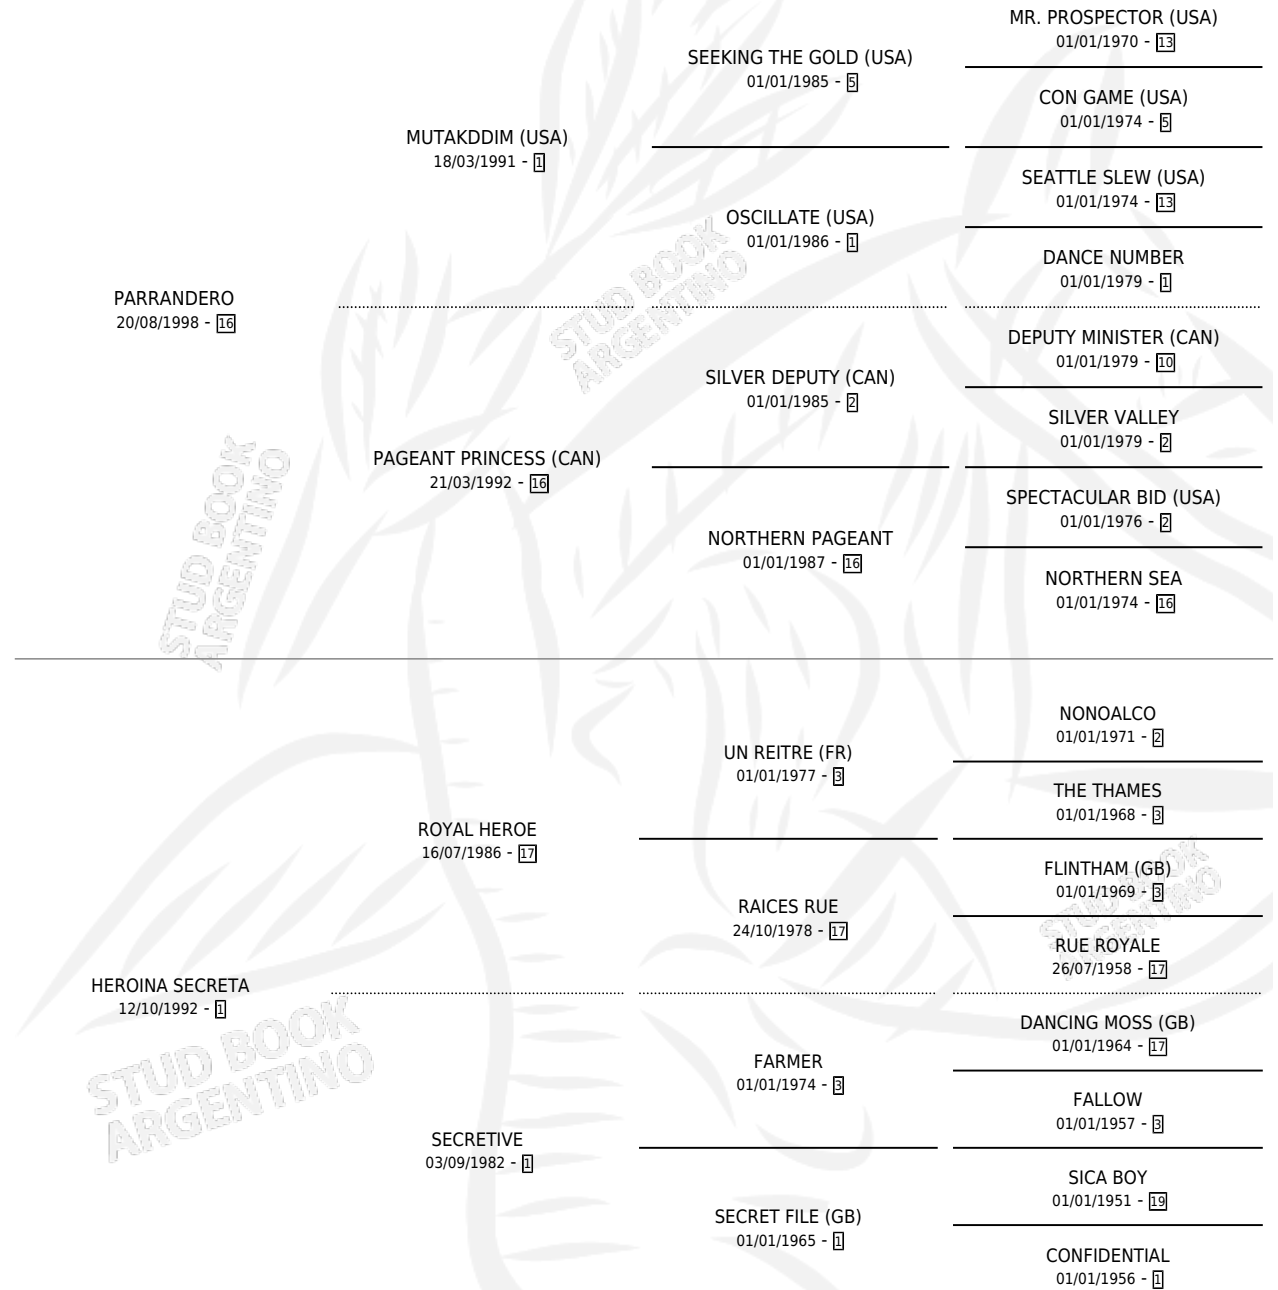 MR. PROSPECTOR (USA)
01/01/1970 - 13
SEEKING THE GOLD (USA)
01/01/1985 - 5
CON GAME (USA)
01/01/1974 - 5
MUTAKDDIM (USA)
18/03/1991 - 1
SEATTLE SLEW (USA)
01/01/1974 - 13
OSCILLATE (USA)
01/01/1986 - 1
DANCE NUMBER
01/01/1979 - 1
PARRANDERO
20/08/1998 - 16
DEPUTY MINISTER (CAN)
01/01/1979 - 10
SILVER DEPUTY (CAN)
01/01/1985 - 2
SILVER VALLEY
01/01/1979 - 2
PAGEANT PRINCESS (CAN)
21/03/1992 - 16
SPECTACULAR BID (USA)
01/01/1976 - 2
NORTHERN PAGEANT
01/01/1987 - 16
NORTHERN SEA
01/01/1974 - 16
NONOALCO
01/01/1971 - 2
UN REITRE (FR)
01/01/1977 - 3
THE THAMES
01/01/1968 - 3
ROYAL HEROE
16/07/1986 - 17
FLINTHAM (GB)
01/01/1969 - 3
RAICES RUE
24/10/1978 - 17
RUE ROYALE
26/07/1958 - 17
HEROINA SECRETA
12/10/1992 - 1
DANCING MOSS (GB)
01/01/1964 - 17
FARMER
01/01/1974 - 3
FALLOW
01/01/1957 - 3
SECRETIVE
03/09/1982 - 1
SICA BOY
01/01/1951 - 19
SECRET FILE (GB)
01/01/1965 - 1
CONFIDENTIAL
01/01/1956 - 1
STUD BOOK
ARGENTINO
STUD BOOK
ARGENTINO
STUD BOOK
ARGENTINO
STUD BOOK
ARGENTINO